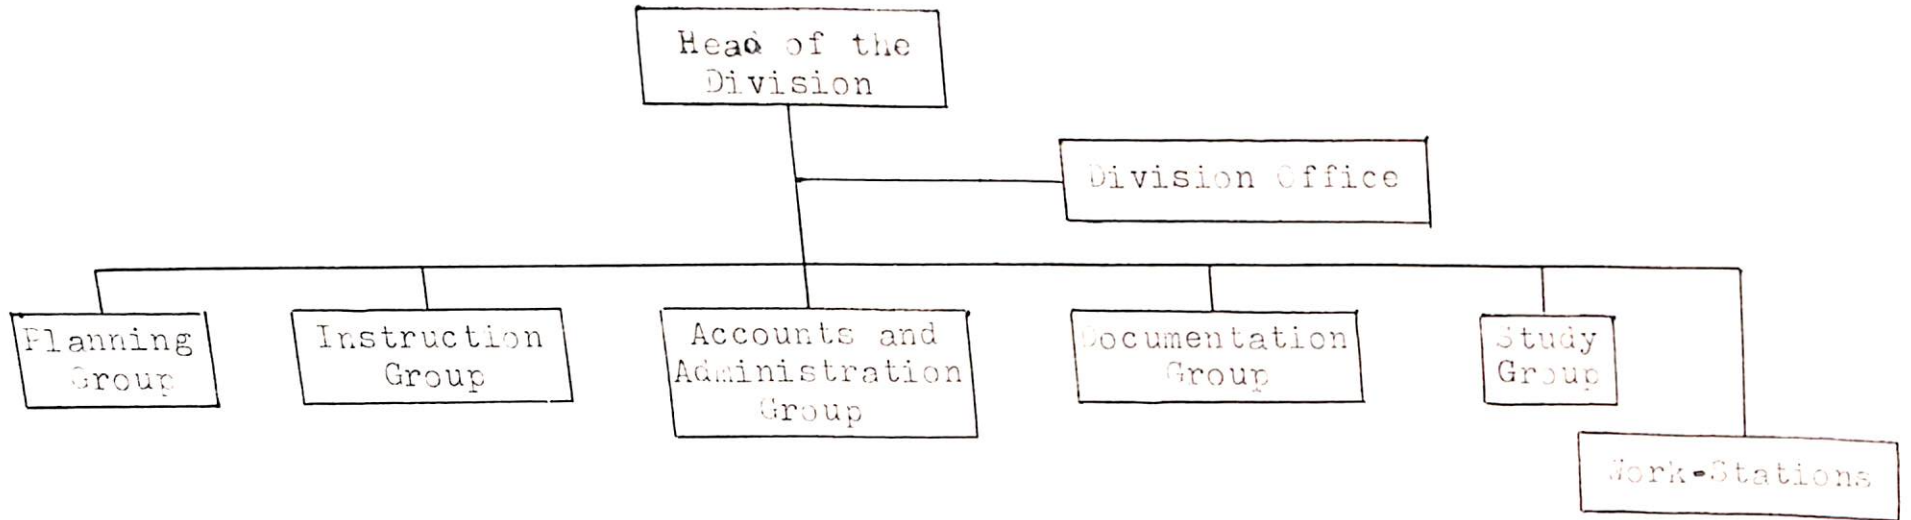 Head of the
Division
Division Office
Planning
Group
Instruction
Group
Accounts and
Administration
Group
Documentation
Group
Study
Group
Work-Stations